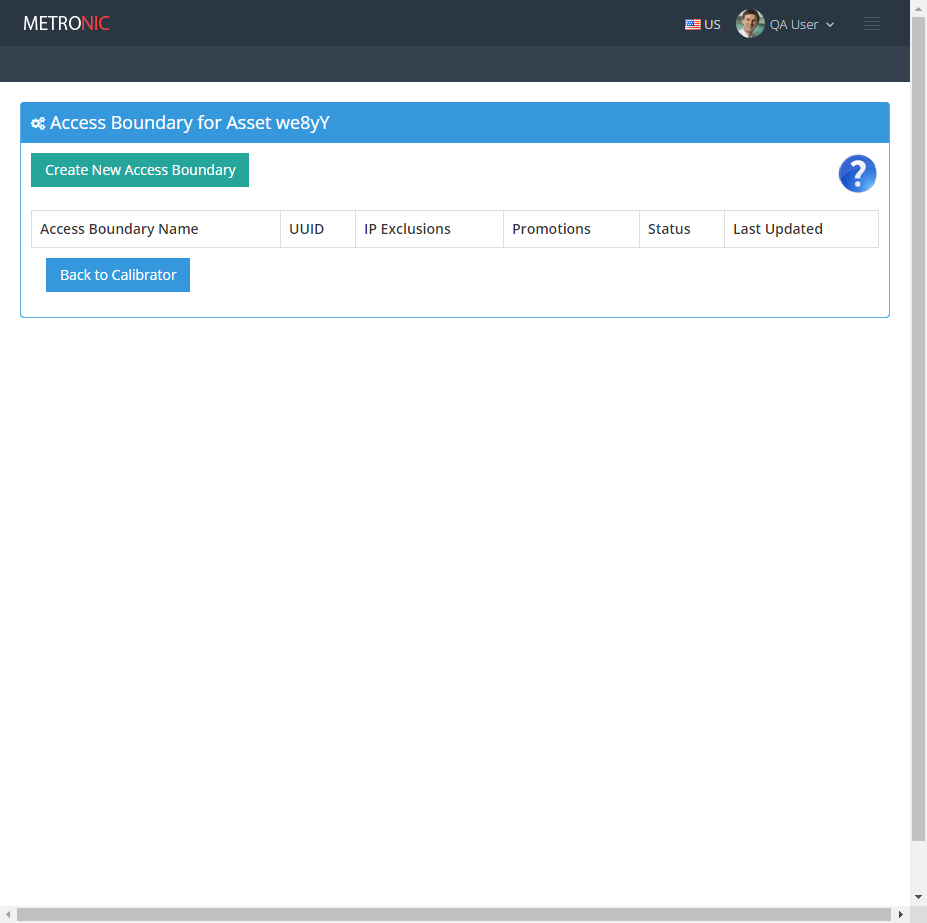 METRONIC
US
QA User
Access Boundary for Asset we8yY
Create New Access Boundary
?
Access Boundary Name UUID IP Exclusions Promotions Status Last Updated
Back to Calibrator